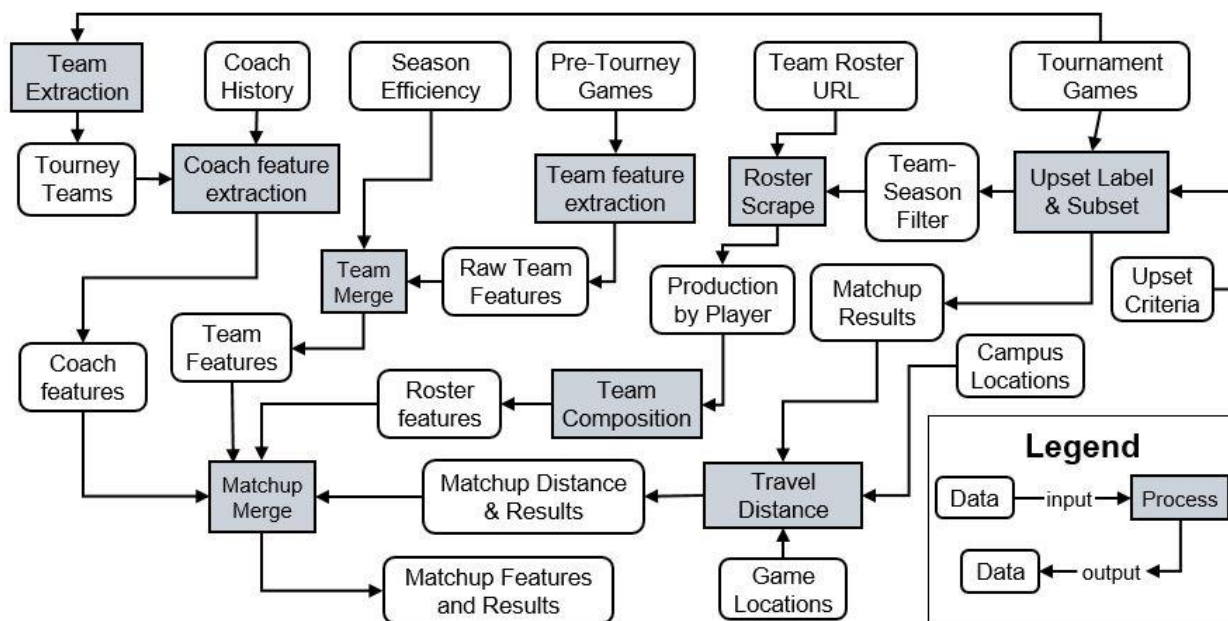 Team
Extraction
Coach
History
Season
Efficiency
Pre-Tourney
Games
Team Roster
URL
Tournament
Games
Tourney
Teams
Coach feature
extraction
Team feature
extraction
Roster
Scrape
Team-
Season
Filter
Upset Label
& Subset
Team
Merge
Raw Team
Features
Production
by Player
Matchup
Results
Upset
Criteria
Coach
features
Team
Features
Roster
features
Team
Composition
Campus
Locations
Matchup
Merge
Matchup Distance
& Results
Travel
Distance
Matchup Features
and Results
Game
Locations
Legend
Data
input
Process
Data
output